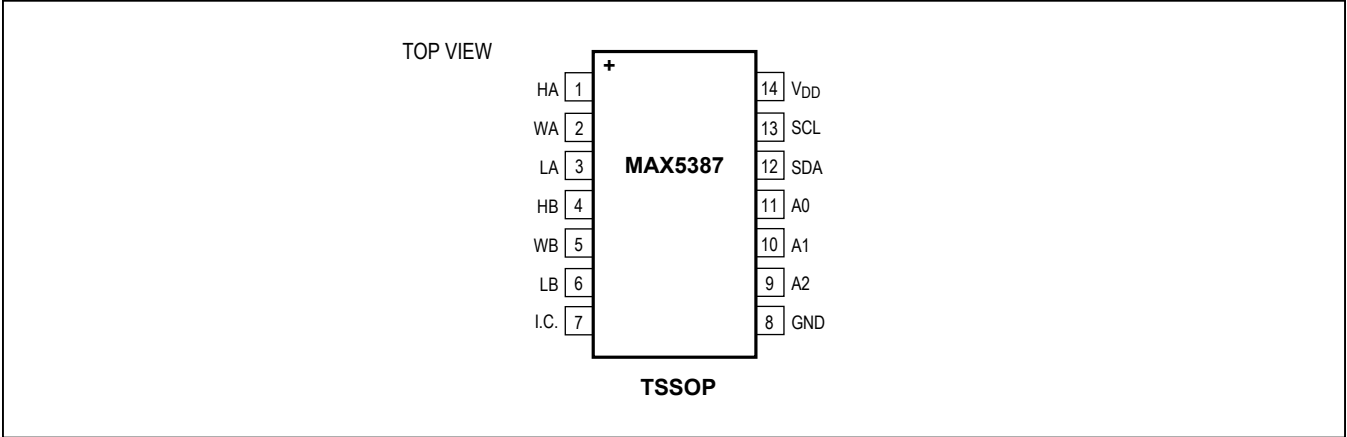 TOP VIEW
+
HA 1
WA 2
LA 3
HB 4
WB 5
LB 6
I.C. 7
MAX5387
14 VDD
13 SCL
12 SDA
11 A0
10 A1
9 A2
8 GND
TSSOP